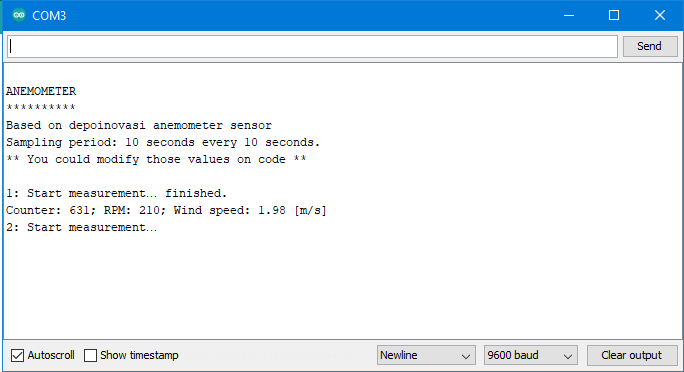 COM3
Send
ANEMOMETER
**********
Based on depoinovasi anemometer sensor
Sampling period: 10 seconds every 10 seconds.
** You could modify those values on code **
1: Start measurement... finished.
Counter: 631; RPM: 210; Wind speed: 1.98 [m/s]
2: Start measurement...
Autoscroll Show timestamp Newline 9600 baud Clear output